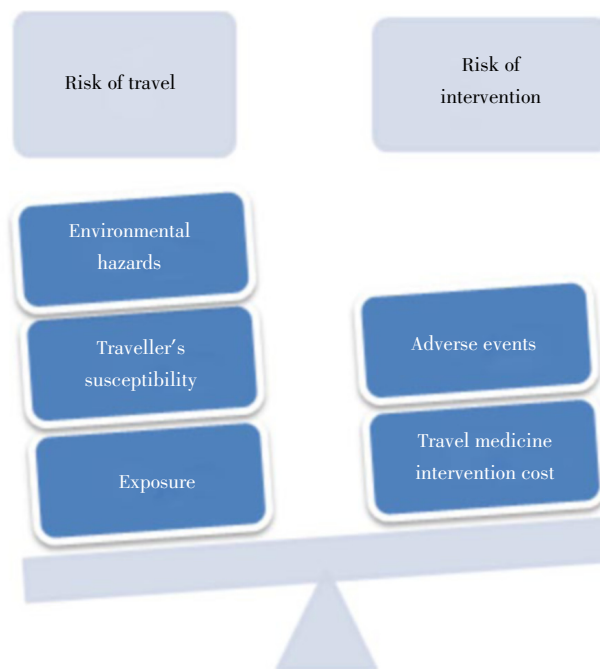 Risk of travel
Risk of
intervention
Environmental
hazards
Traveller's
susceptibility
Exposure
Adverse events
Travel medicine
intervention cost